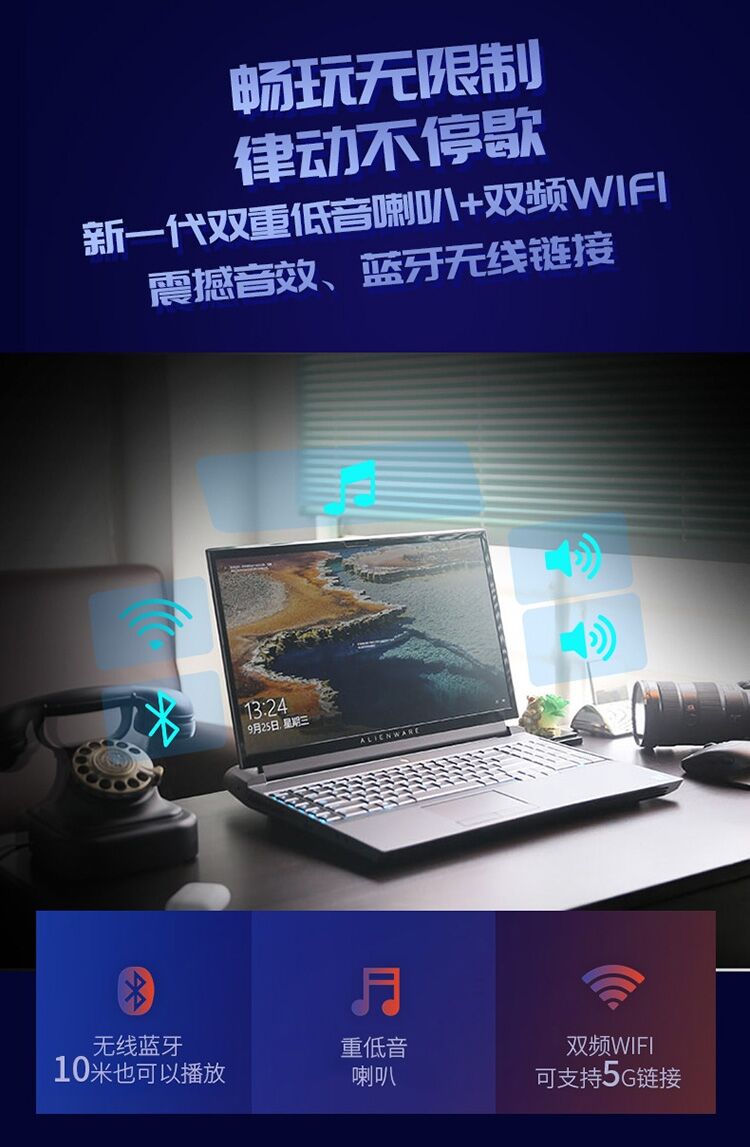 畅玩无限制
律动不停歇
新一代双重低音喇叭+双频WIFI
震撼音效、蓝牙无线链接
13:24
9月25日, 星期三
ALIENWARE
无线蓝牙
10米也可以播放
重低音
喇叭
双频WIFI
可支持5G链接